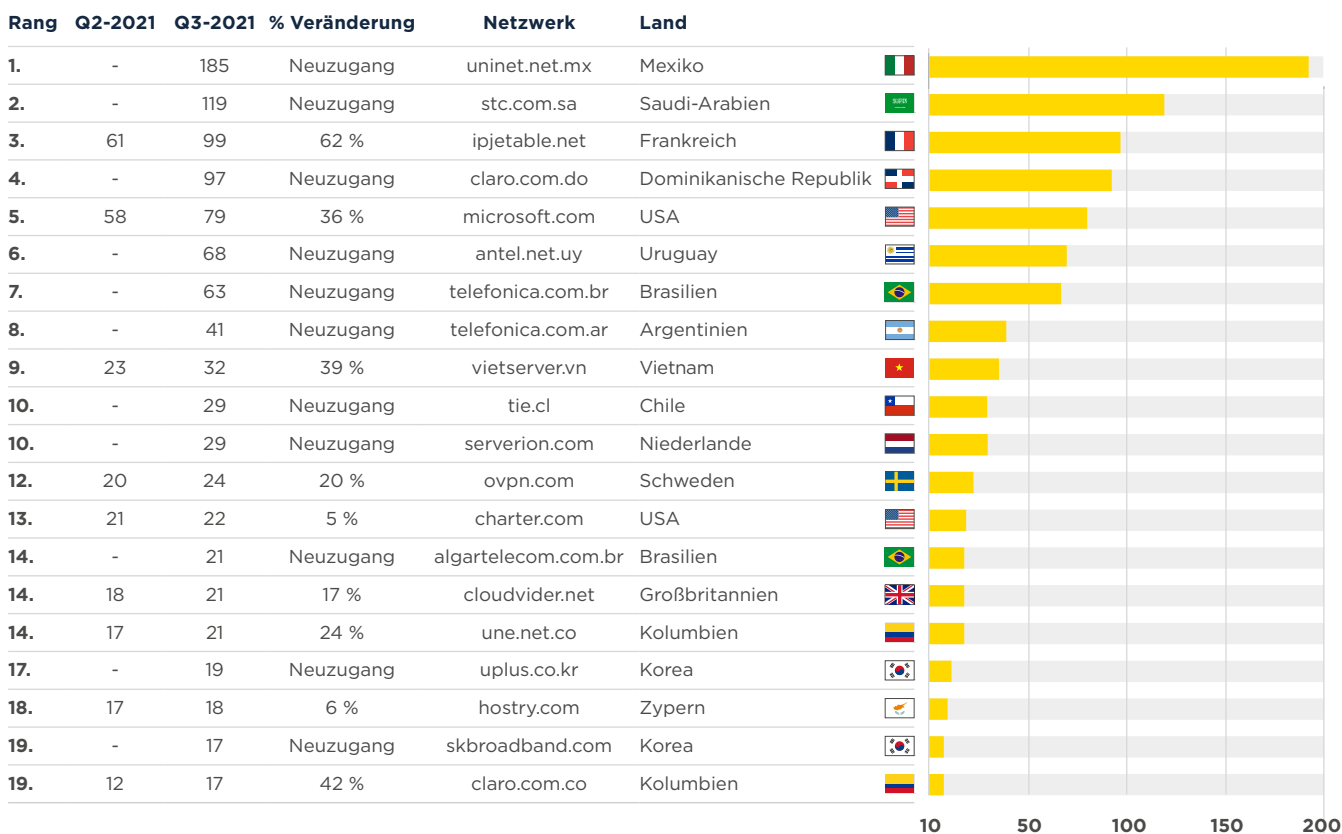 Rang Q2-2021 Q3-2021 % Veränderung Netzwerk Land
1. - 185 Neuzugang uninet.net.mx Mexiko
2. - 119 Neuzugang stc.com.sa Saudi-Arabien
3. 61 99 62 % ipjetable.net Frankreich
4. - 97 Neuzugang claro.com.do Dominikanische Republik
5. 58 79 36 % microsoft.com USA
6. - 68 Neuzugang antel.net.uy Uruguay
7. - 63 Neuzugang telefonica.com.br Brasilien
8. - 41 Neuzugang telefonica.com.ar Argentinien
9. 23 32 39 % vietserver.vn Vietnam
10. - 29 Neuzugang tie.cl Chile
10. - 29 Neuzugang serverion.com Niederlande
12. 20 24 20 % ovpn.com Schweden
13. 21 22 5 % charter.com USA
14. - 21 Neuzugang algartelecom.com.br Brasilien
14. 18 21 17 % cloudvider.net Großbritannien
14. 17 21 24 % une.net.co Kolumbien
17. - 19 Neuzugang uplus.co.kr Korea
18. 17 18 6 % hostry.com Zypern
19. - 17 Neuzugang skbroadband.com Korea
19. 12 17 42 % claro.com.co Kolumbien
10 50 100 150 200